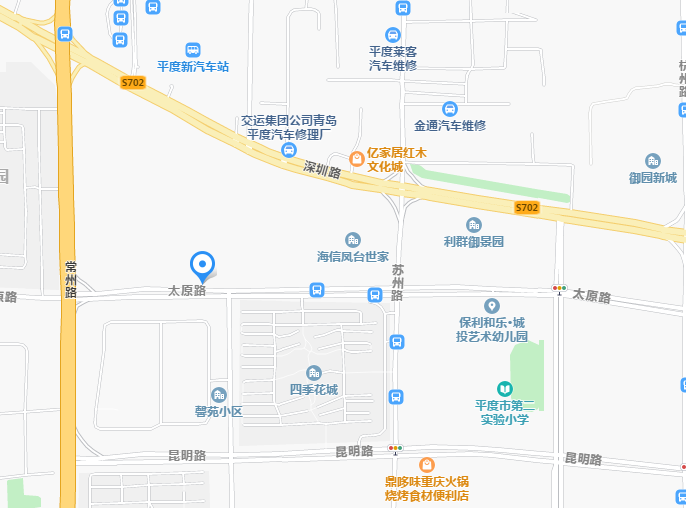 平度莱客
汽车维修
平度新汽车站
S702
杭州路
交运集团公司青岛
平度汽车修理厂
金通汽车维修
亿家居红木
文化城
深圳路
御园新城
园
S702
利群御景园
海信凤台世家
常州路
苏州路
太原路
原路
太原路
保利和乐·城
投艺术幼儿园
四季花城
馨苑小区
平度市第二
实验小学
昆明路
昆明路
昆明路
鼎哆味重庆火锅
烧烤食材便利店